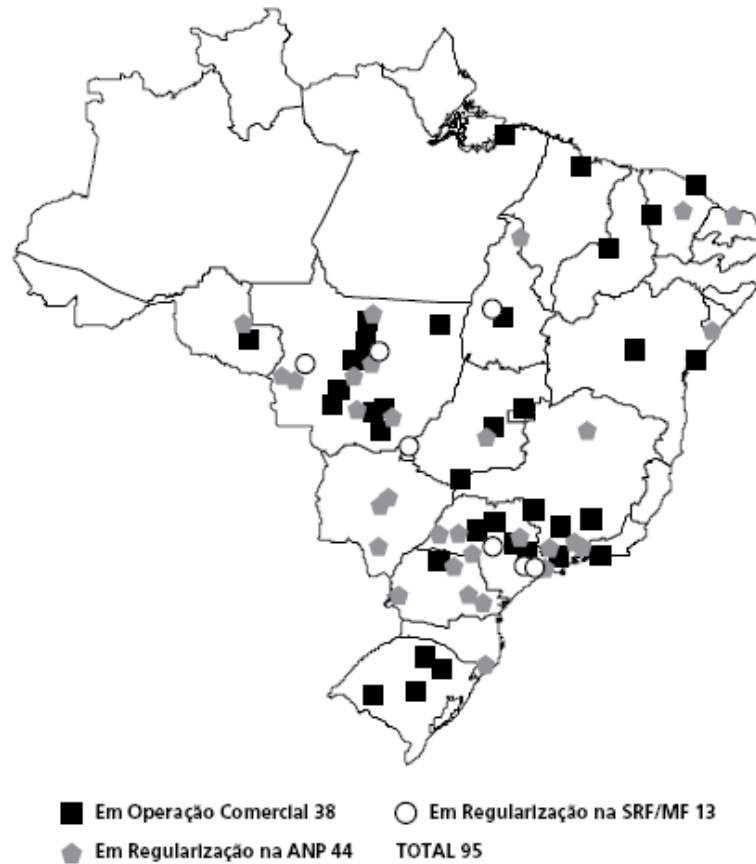 Em Operação Comercial 38
Em Regularização na SRF/MF 13
Em Regularização na ANP 44
TOTAL 95